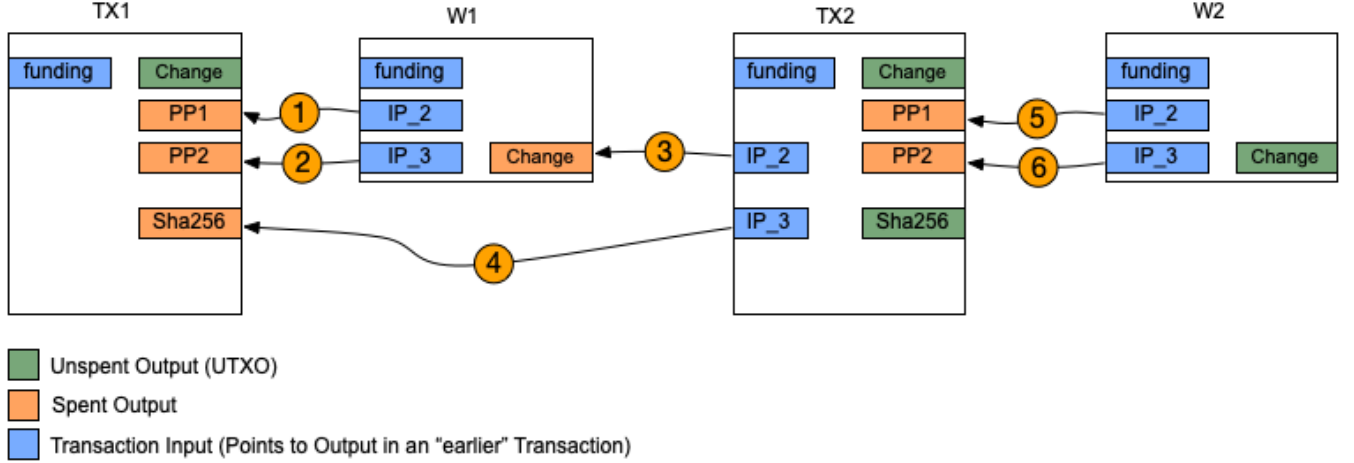 TX1
W1
TX2
W2
funding
Change
funding
funding
Change
funding
PP1
1
IP_2
PP1
5
IP_2
PP2
2
IP_3
Change
3
IP_2
PP2
6
IP_3
Change
Sha256
4
IP_3
Sha256
Unspent Output (UTXO)
Spent Output
Transaction Input (Points to Output in an “earlier” Transaction)